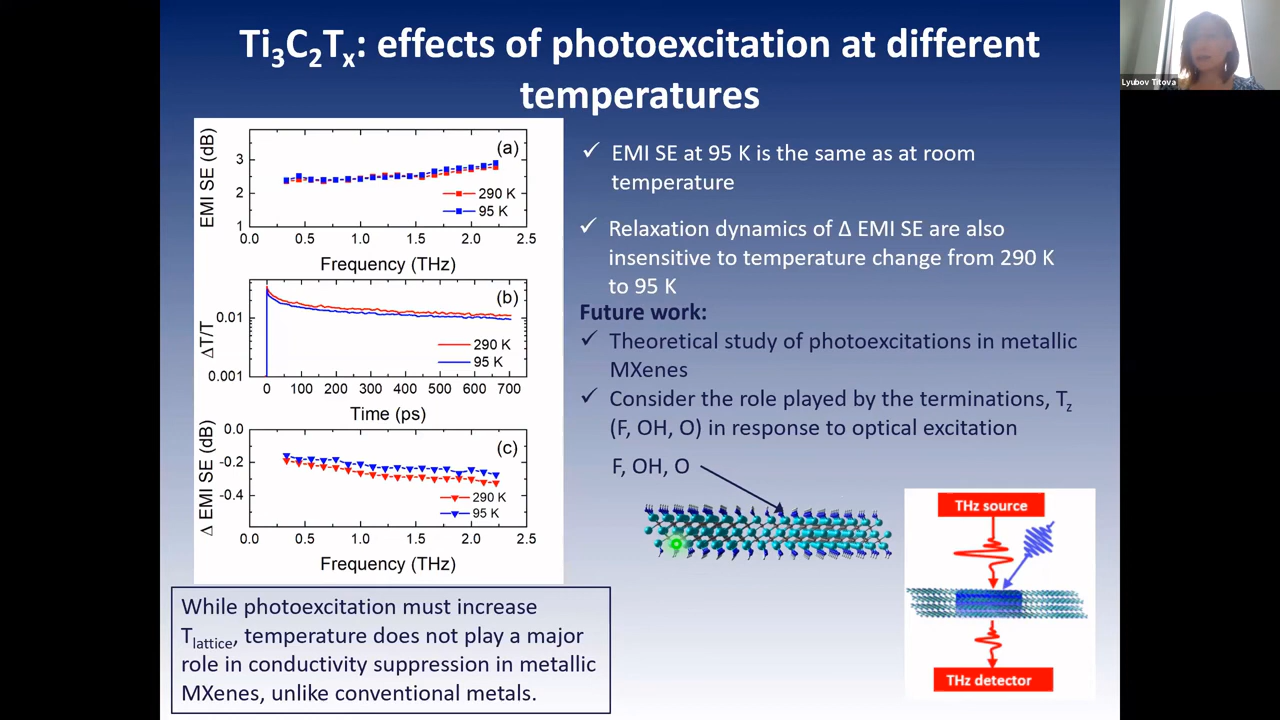 Ti3C2Tx: effects of photoexcitation at different
temperatures
Lyubov Titova
EMI SE (dB)
3
2
1
(a)
290 K
95 K
0.0 0.5 1.0 1.5 2.0 2.5
Frequency (THz)
ΔT/T
0.01
0.001
(b)
290 K
95 K
0 100 200 300 400 500 600 700
Time (ps)
Δ EMI SE (dB)
0.0
-0.2
-0.4
(c)
290 K
95 K
0.0 0.5 1.0 1.5 2.0 2.5
Frequency (THz)
While photoexcitation must increase
Tlattice, temperature does not play a major
role in conductivity suppression in metallic
MXenes, unlike conventional metals.
✓ EMI SE at 95 K is the same as at room
temperature
✓ Relaxation dynamics of Δ EMI SE are also
insensitive to temperature change from 290 K
to 95 K
Future work:
✓ Theoretical study of photoexcitations in metallic
MXenes
✓ Consider the role played by the terminations, Tz
(F, OH, O) in response to optical excitation
F, OH, O
THz source
THz detector